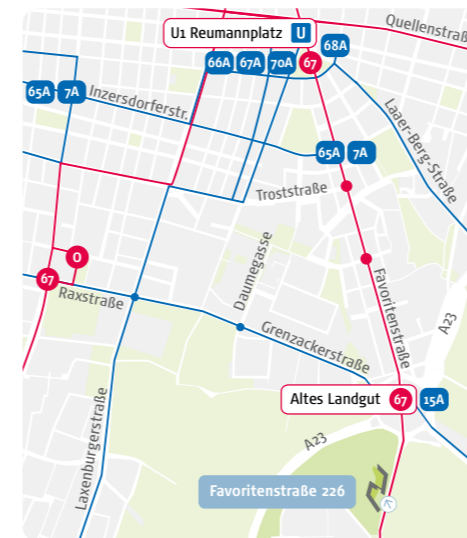 Quellenstraß
U1 Reumannplatz U
68A
66A 67A 70A 67
65A 7A
Inzersdorferstr.
Laaer-Berg-Straße
65A 7A
Troststraße
O
67
Raxstraße
Daumegasse
Favoritenstraße
Grenzackerstraße
A23
Altes Landgut 67 15A
A23
Laxenburgerstraße
Favoritenstraße 226